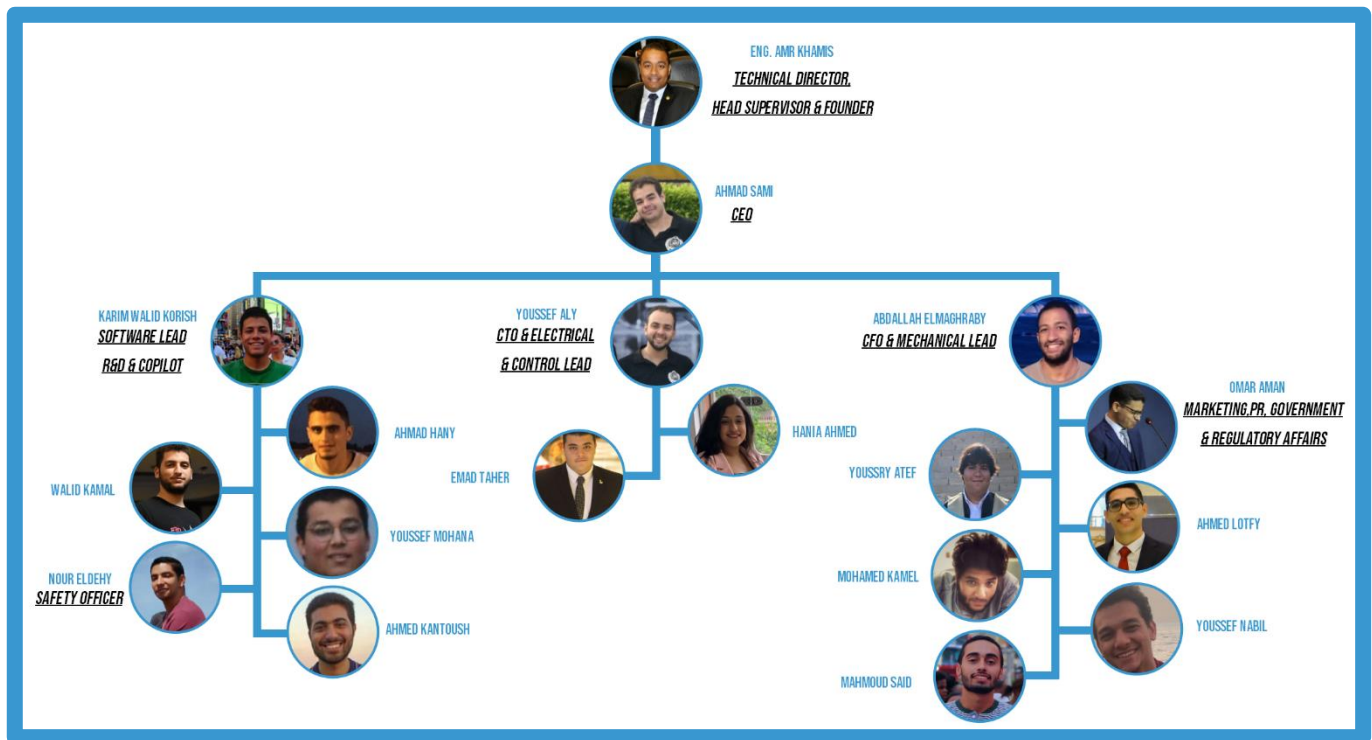 ENG. AMR KHAMIS
TECHNICAL DIRECTOR,
HEAD SUPERVISOR & FOUNDER
AHMAD SAMI
CEO
KARIM WALID KORISH
SOFTWARE LEAD
R&D & COPILOT
YOUSSEF ALY
CTO & ELECTRICAL
& CONTROL LEAD
ABDALLAH ELMAGHRABY
CFO & MECHANICAL LEAD
AHMAD HANY
WALID KAMAL
YOUSSEF MOHANA
NOUR ELDEHY
SAFETY OFFICER
AHMED KANTOUSH
HANIA AHMED
EMAD TAHER
OMAR AMAN
MARKETING,PR, GOVERNMENT
& REGULATORY AFFAIRS
YOUSSRY ATEF
AHMED LOTFY
MOHAMED KAMEL
YOUSSEF NABIL
MAHMOUD SAID